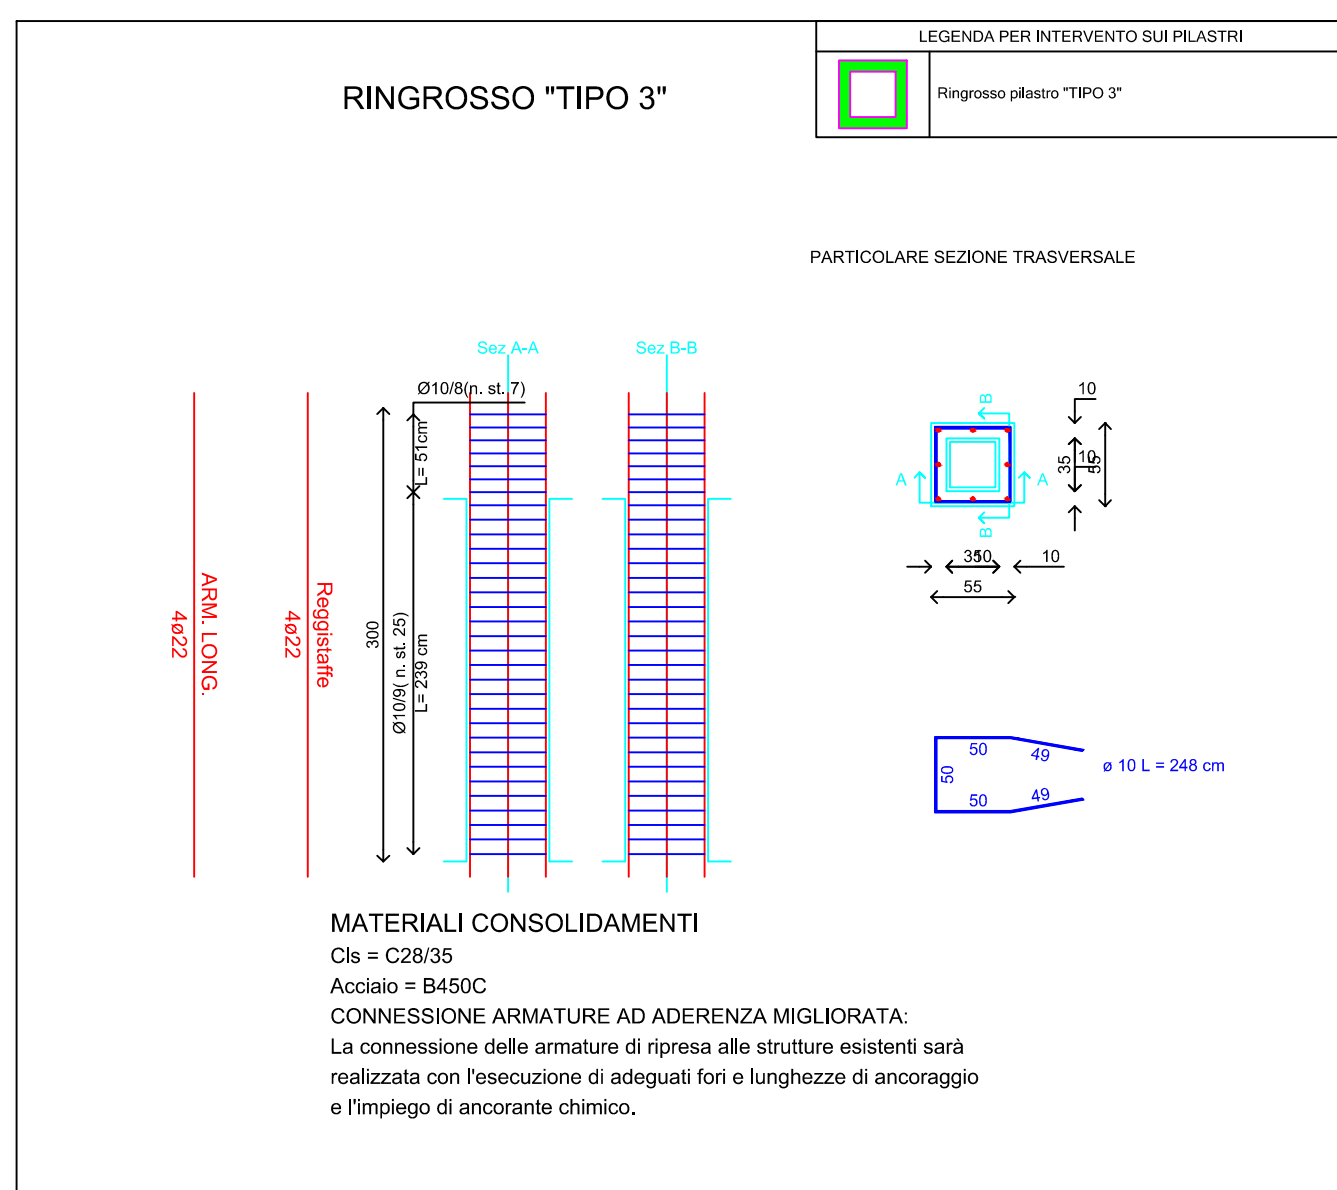 LEGENDA PER INTERVENTO SUI PILASTRI
RINGROSSO "TIPO 3"
Ringrosso pilastro "TIPO 3"
PARTICOLARE SEZIONE TRASVERSALE
Sez A-A
Sez B-B
Ø10/8(n. st. 7)
L= 51cm
300
Ø10/9( n. st. 25)
L= 239 cm
ARM. LONG.
4ø22
Reggistaffe
4ø22
10
B
35
10
55
A
A
B
35
10
10
55
50
49
50
ø 10 L = 248 cm
50
49
MATERIALI CONSOLIDAMENTI
Cls = C28/35
Acciaio = B450C
CONNESSIONE ARMATURE AD ADERENZA MIGLIORATA:
La connessione delle armature di ripresa alle strutture esistenti sarà
realizzata con l'esecuzione di adeguati fori e lunghezze di ancoraggio
e l'impiego di ancorante chimico.